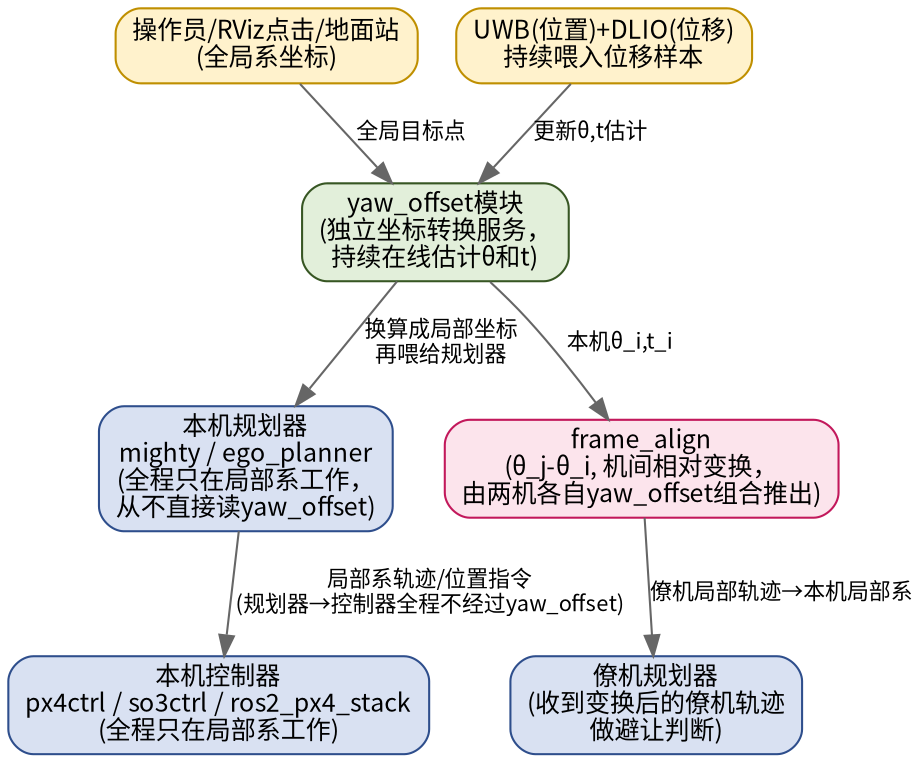 操作员/RViz点击/地面站
(全局系坐标)
UWB(位置)+DLIO(位移)
持续喂入位移样本
全局目标点
更新θ,t估计
yaw_offset模块
(独立坐标转换服务，
持续在线估计θ和t)
换算成局部坐标
再喂给规划器
本机θ_i,t_i
本机规划器
mighty / ego_planner
(全程只在局部系工作，
从不直接读yaw_offset)
frame_align
(θ_j-θ_i, 机间相对变换，
由两机各自yaw_offset组合推出)
局部系轨迹/位置指令
(规划器→控制器全程不经过yaw_offset)
僚机局部轨迹→本机局部系
本机控制器
px4ctrl / so3ctrl / ros2_px4_stack
(全程只在局部系工作)
僚机规划器
(收到变换后的僚机轨迹
做避让判断)